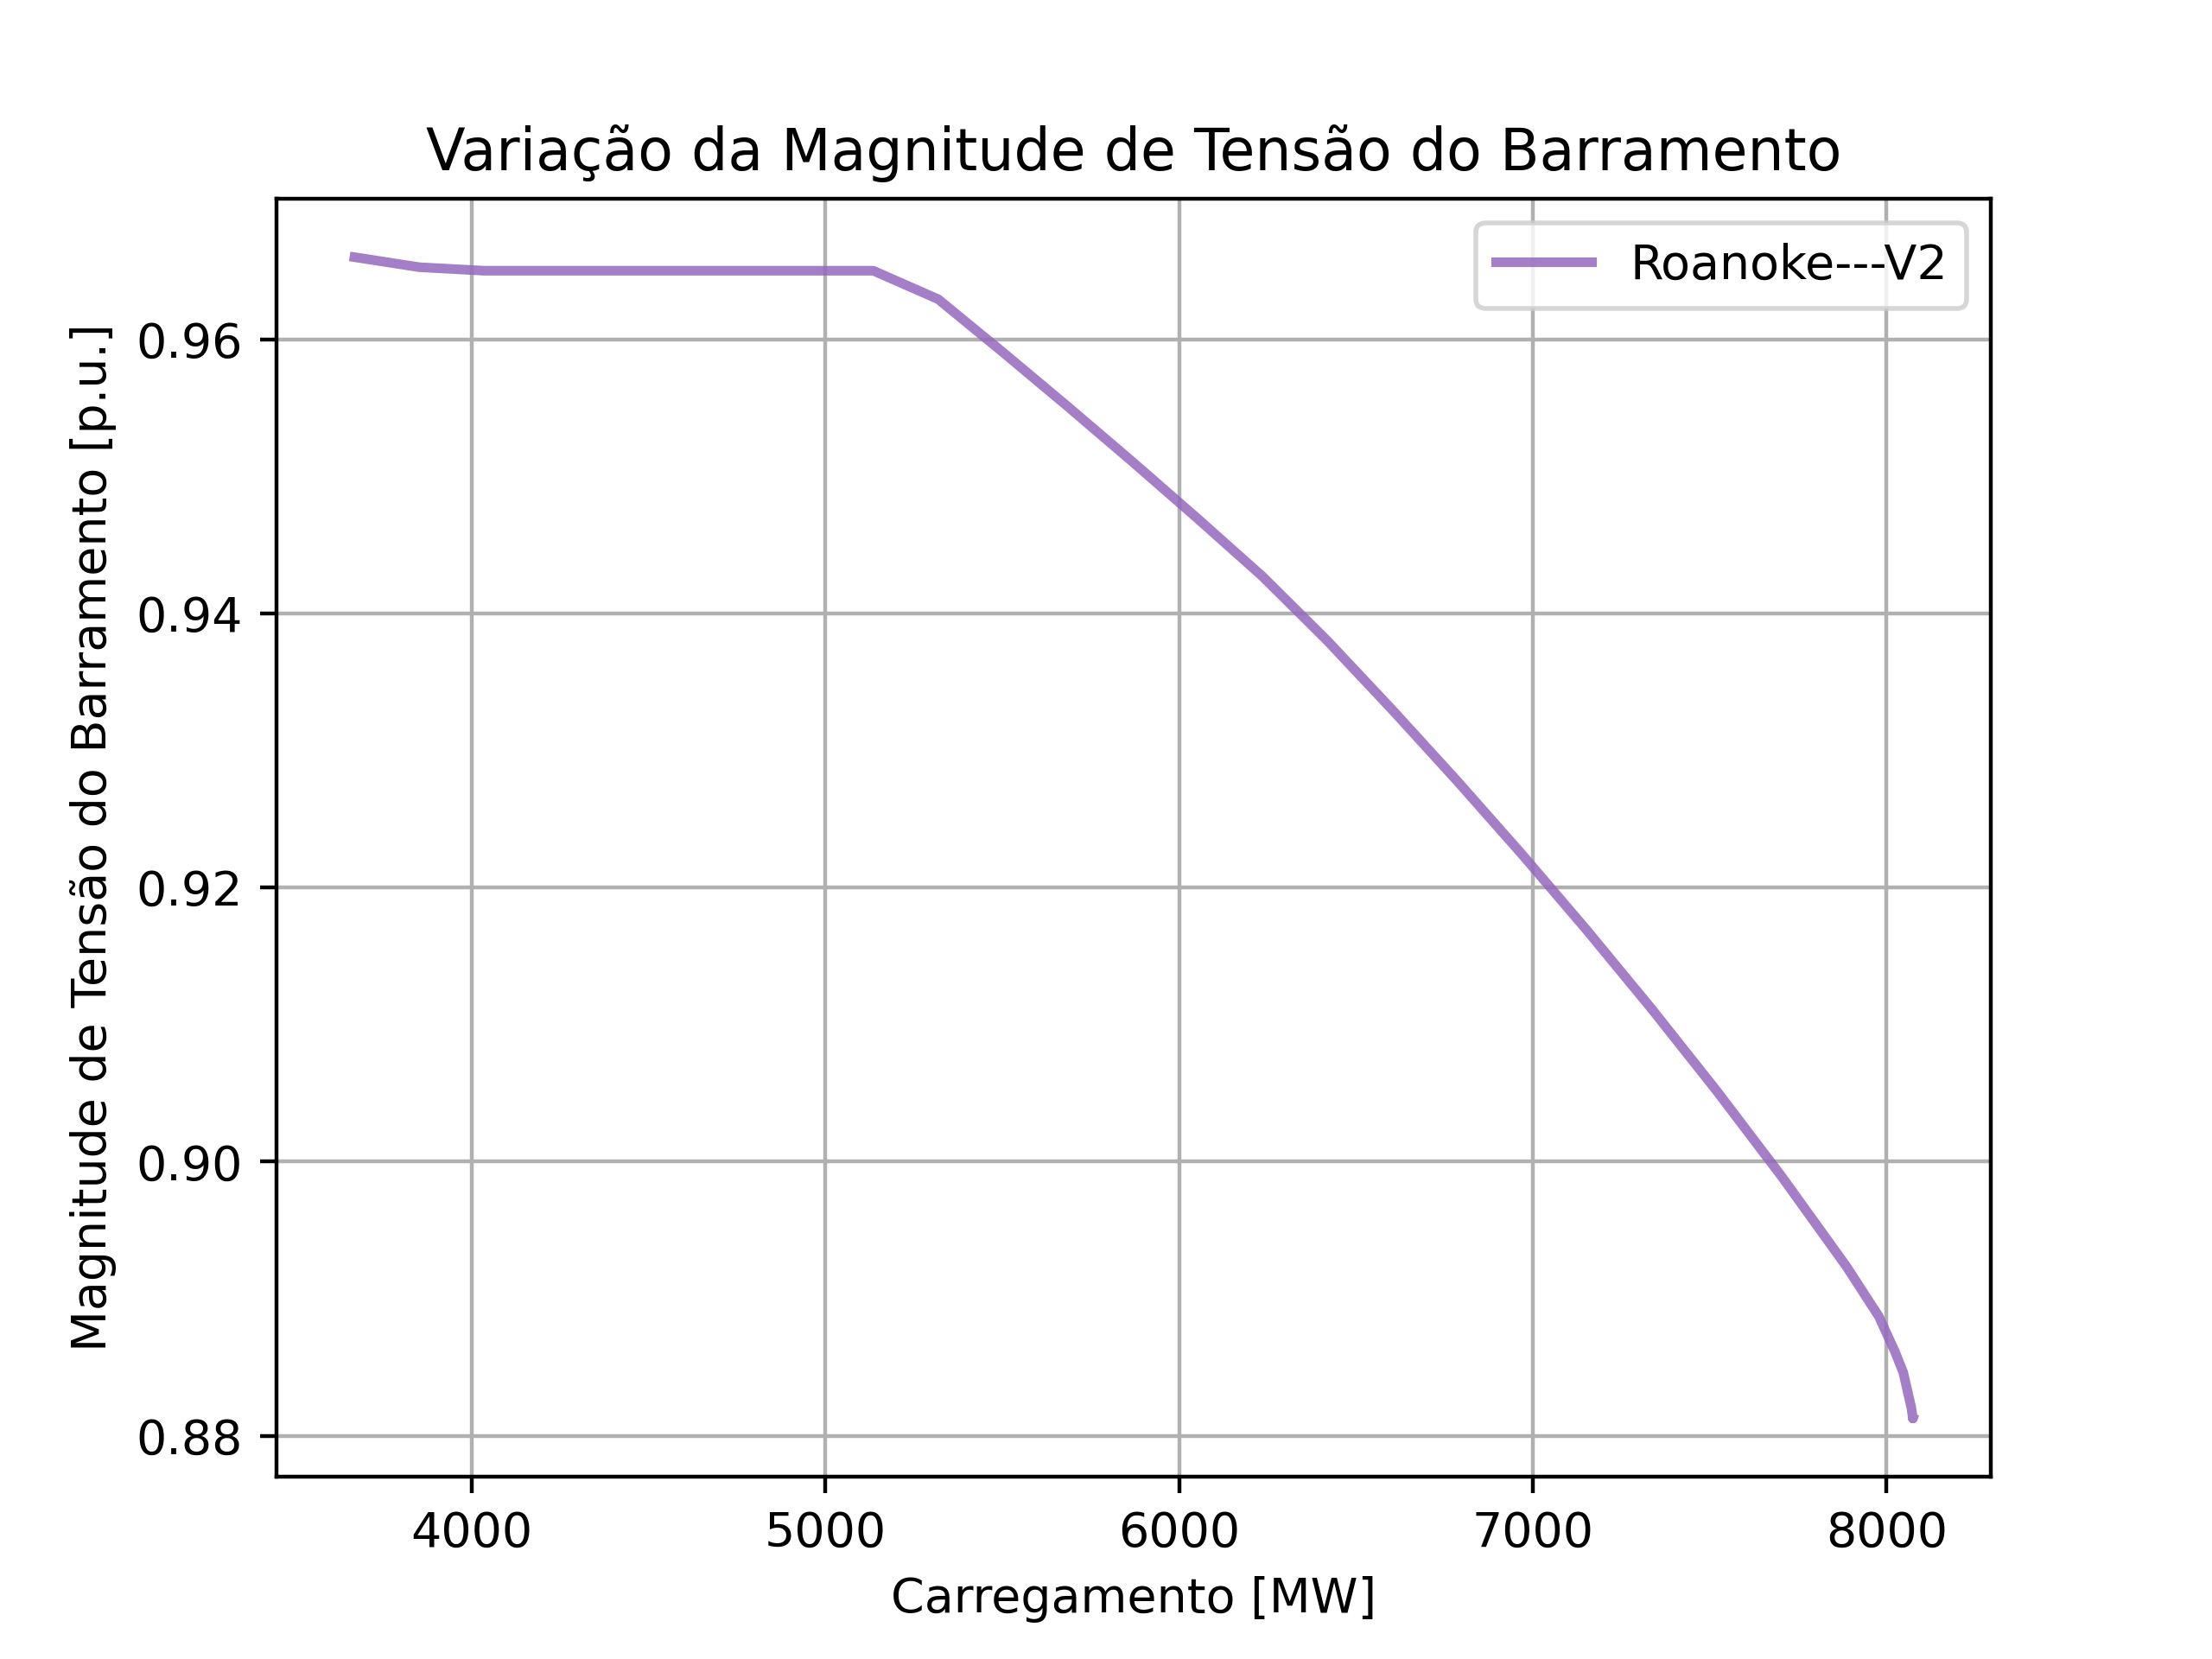 Variação da Magnitude de Tensão do Barramento
Roanoke---V2
Magnitude de Tensão do Barramento [p.u.]
0.96
0.94
0.92
0.90
0.88
4000 5000 6000 7000 8000
Carregamento [MW]